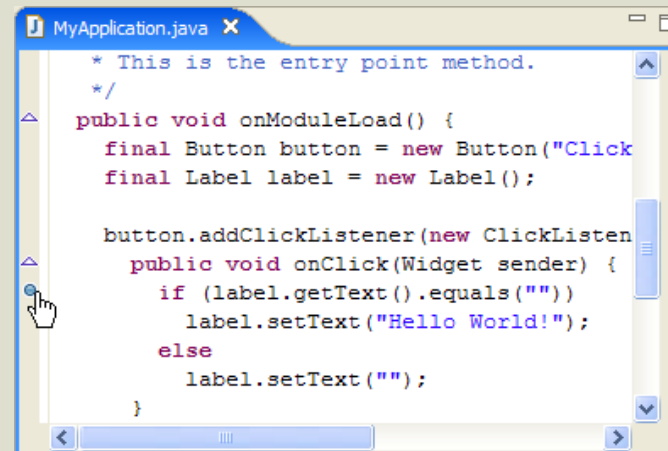 J MyApplication.java
* This is the entry point method.
*/
public void onModuleLoad() {
final Button button = new Button("Click
final Label label = new Label();
button.addClickListener(new ClickListen
public void onClick(Widget sender) {
if (label.getText().equals(""))
label.setText("Hello World!");
else
label.setText("");
}